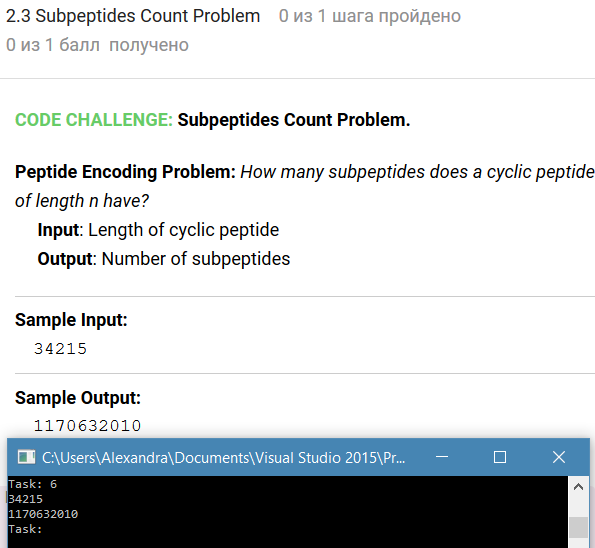 2.3 Subpeptides Count Problem 0 из 1 шага пройдено
0 из 1 балл получено
CODE CHALLENGE: Subpeptides Count Problem.
Peptide Encoding Problem: How many subpeptides does a cyclic peptide
of length n have?
Input: Length of cyclic peptide
Output: Number of subpeptides
Sample Input:
34215
Sample Output:
1170632010
C:\Users\Alexandra\Documents\Visual Studio 2015\Pr...
Task: 6
34215
1170632010
Task: